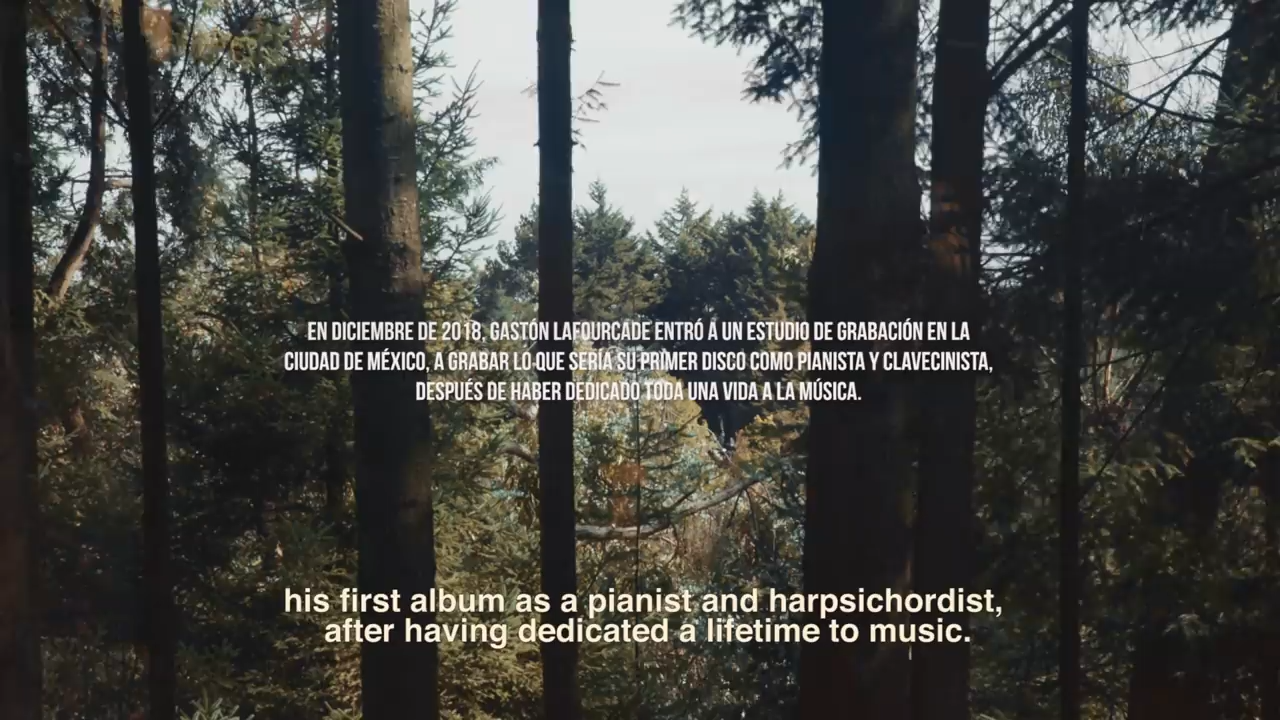 EN DICIEMBRE DE 2018, GASTÓN LAFOURCADE ENTRÓ A UN ESTUDIO DE GRABACIÓN EN LA
CIUDAD DE MÉXICO, A GRABAR LO QUE SERÍA SU PRIMER DISCO COMO PIANISTA Y CLAVECINISTA,
DESPUÉS DE HABER DEDICADO TODA UNA VIDA A LA MÚSICA.
his first album as a pianist and harpsichordist,
after having dedicated a lifetime to music.